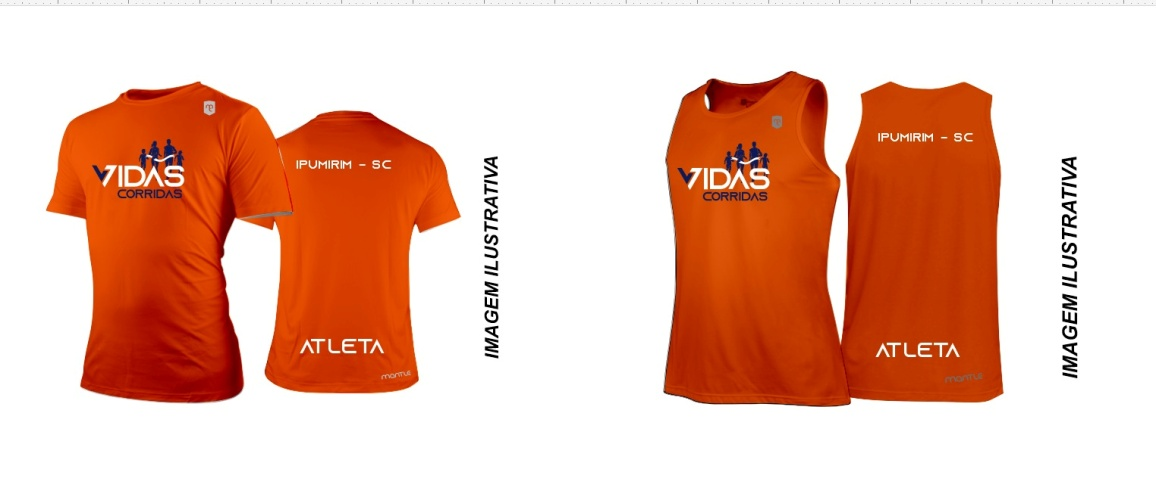 VIDAS
CORRIDAS
IPUMIRIM - SC
ATLETA
IMAGEM ILUSTRATIVA
VIDAS
CORRIDAS
IPUMIRIM - SC
ATLETA
IMAGEM ILUSTRATIVA